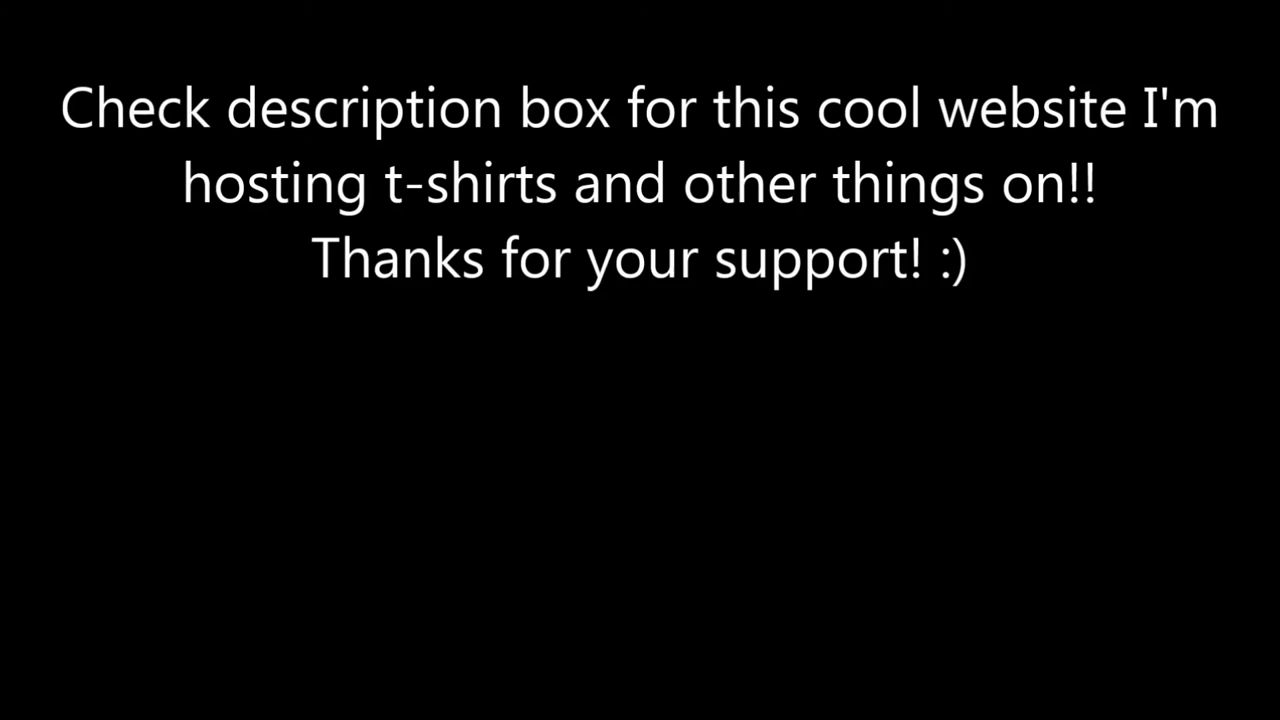 Check description box for this cool website I'm
hosting t-shirts and other things on!!
Thanks for your support! :)